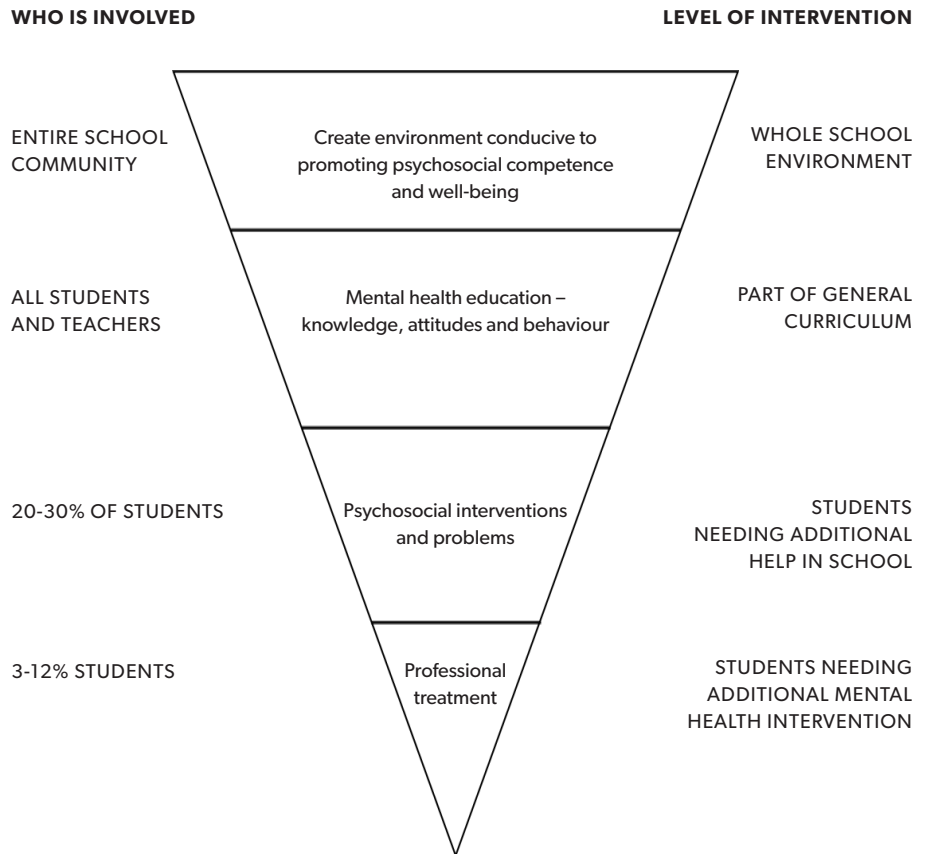 WHO IS INVOLVED
LEVEL OF INTERVENTION
ENTIRE SCHOOL
COMMUNITY
Create environment conducive to
promoting psychosocial competence
and well-being
WHOLE SCHOOL
ENVIRONMENT
ALL STUDENTS
AND TEACHERS
Mental health education –
knowledge, attitudes and behaviour
PART OF GENERAL
CURRICULUM
20-30% OF STUDENTS
Psychosocial interventions
and problems
STUDENTS
NEEDING ADDITIONAL
HELP IN SCHOOL
3-12% STUDENTS
Professional
treatment
STUDENTS NEEDING
ADDITIONAL MENTAL
HEALTH INTERVENTION